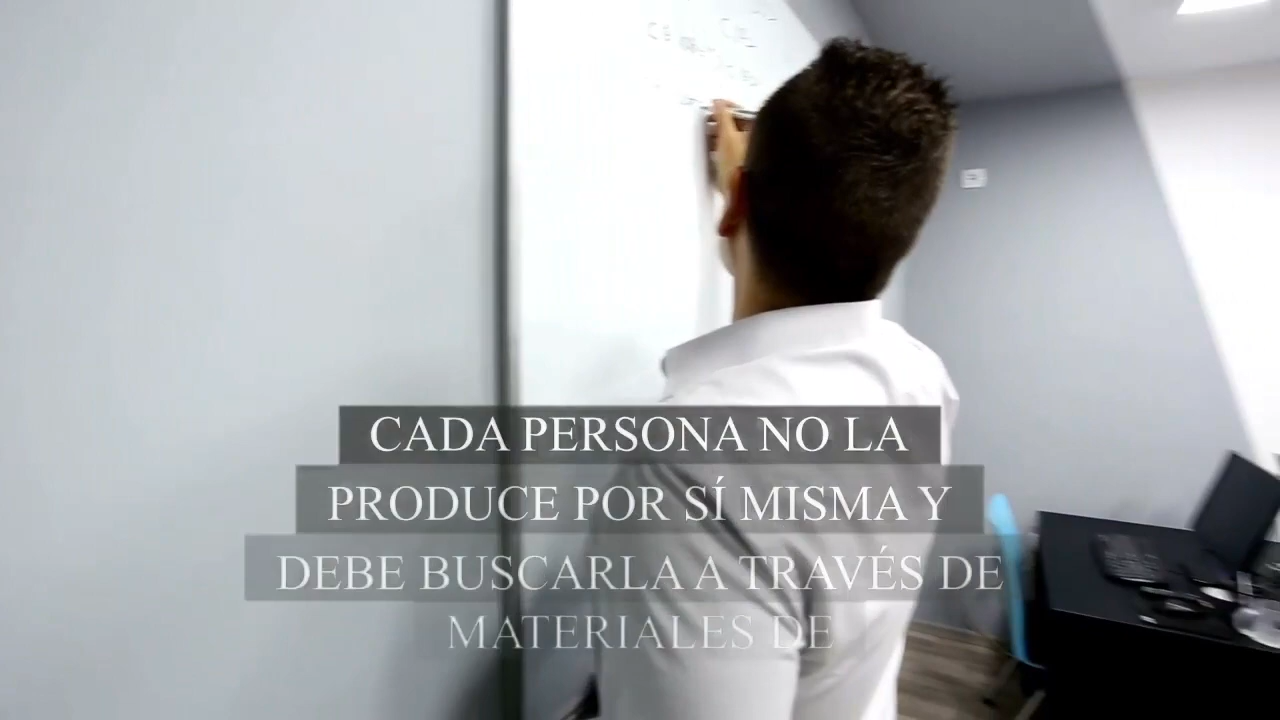 CADA PERSONA NO LA
PRODUCE POR SÍ MISMA Y
DEBE BUSCARLA A TRAVÉS DE
MATERIALES DE